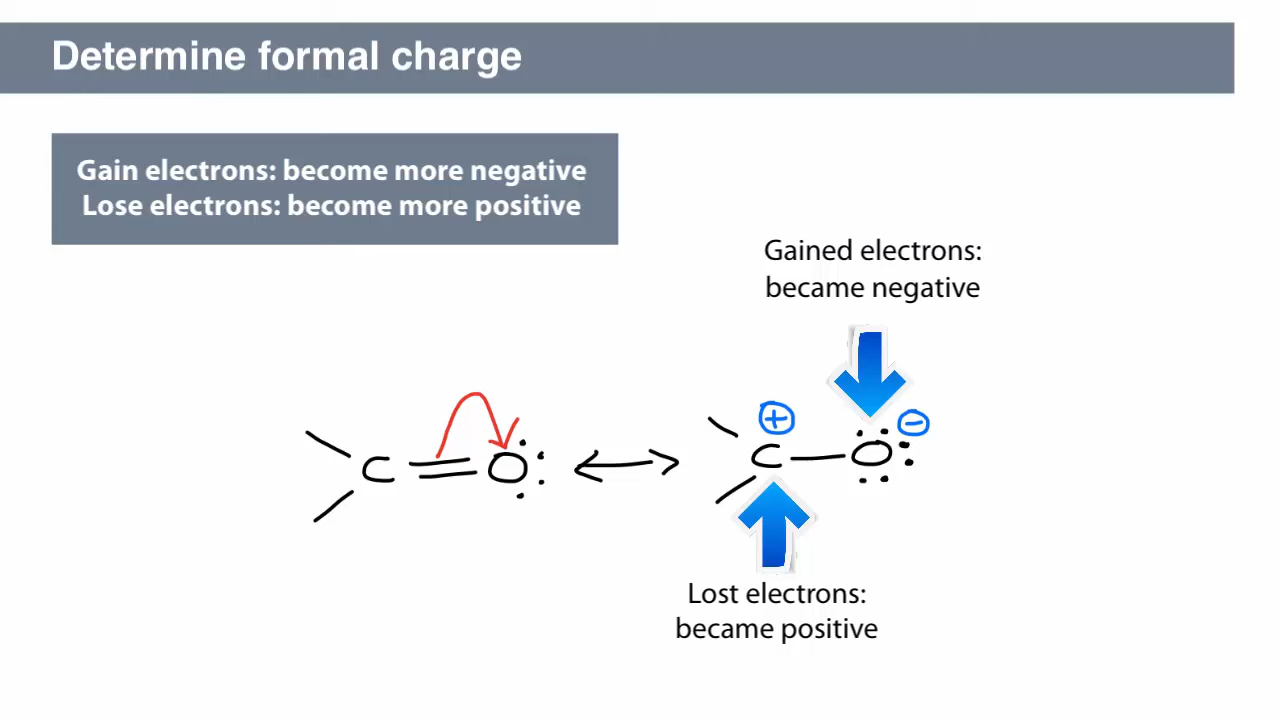 Determine formal charge
Gain electrons: become more negative
Lose electrons: become more positive
Gained electrons:
became negative
+
−
C
O
C
O
Lost electrons:
became positive